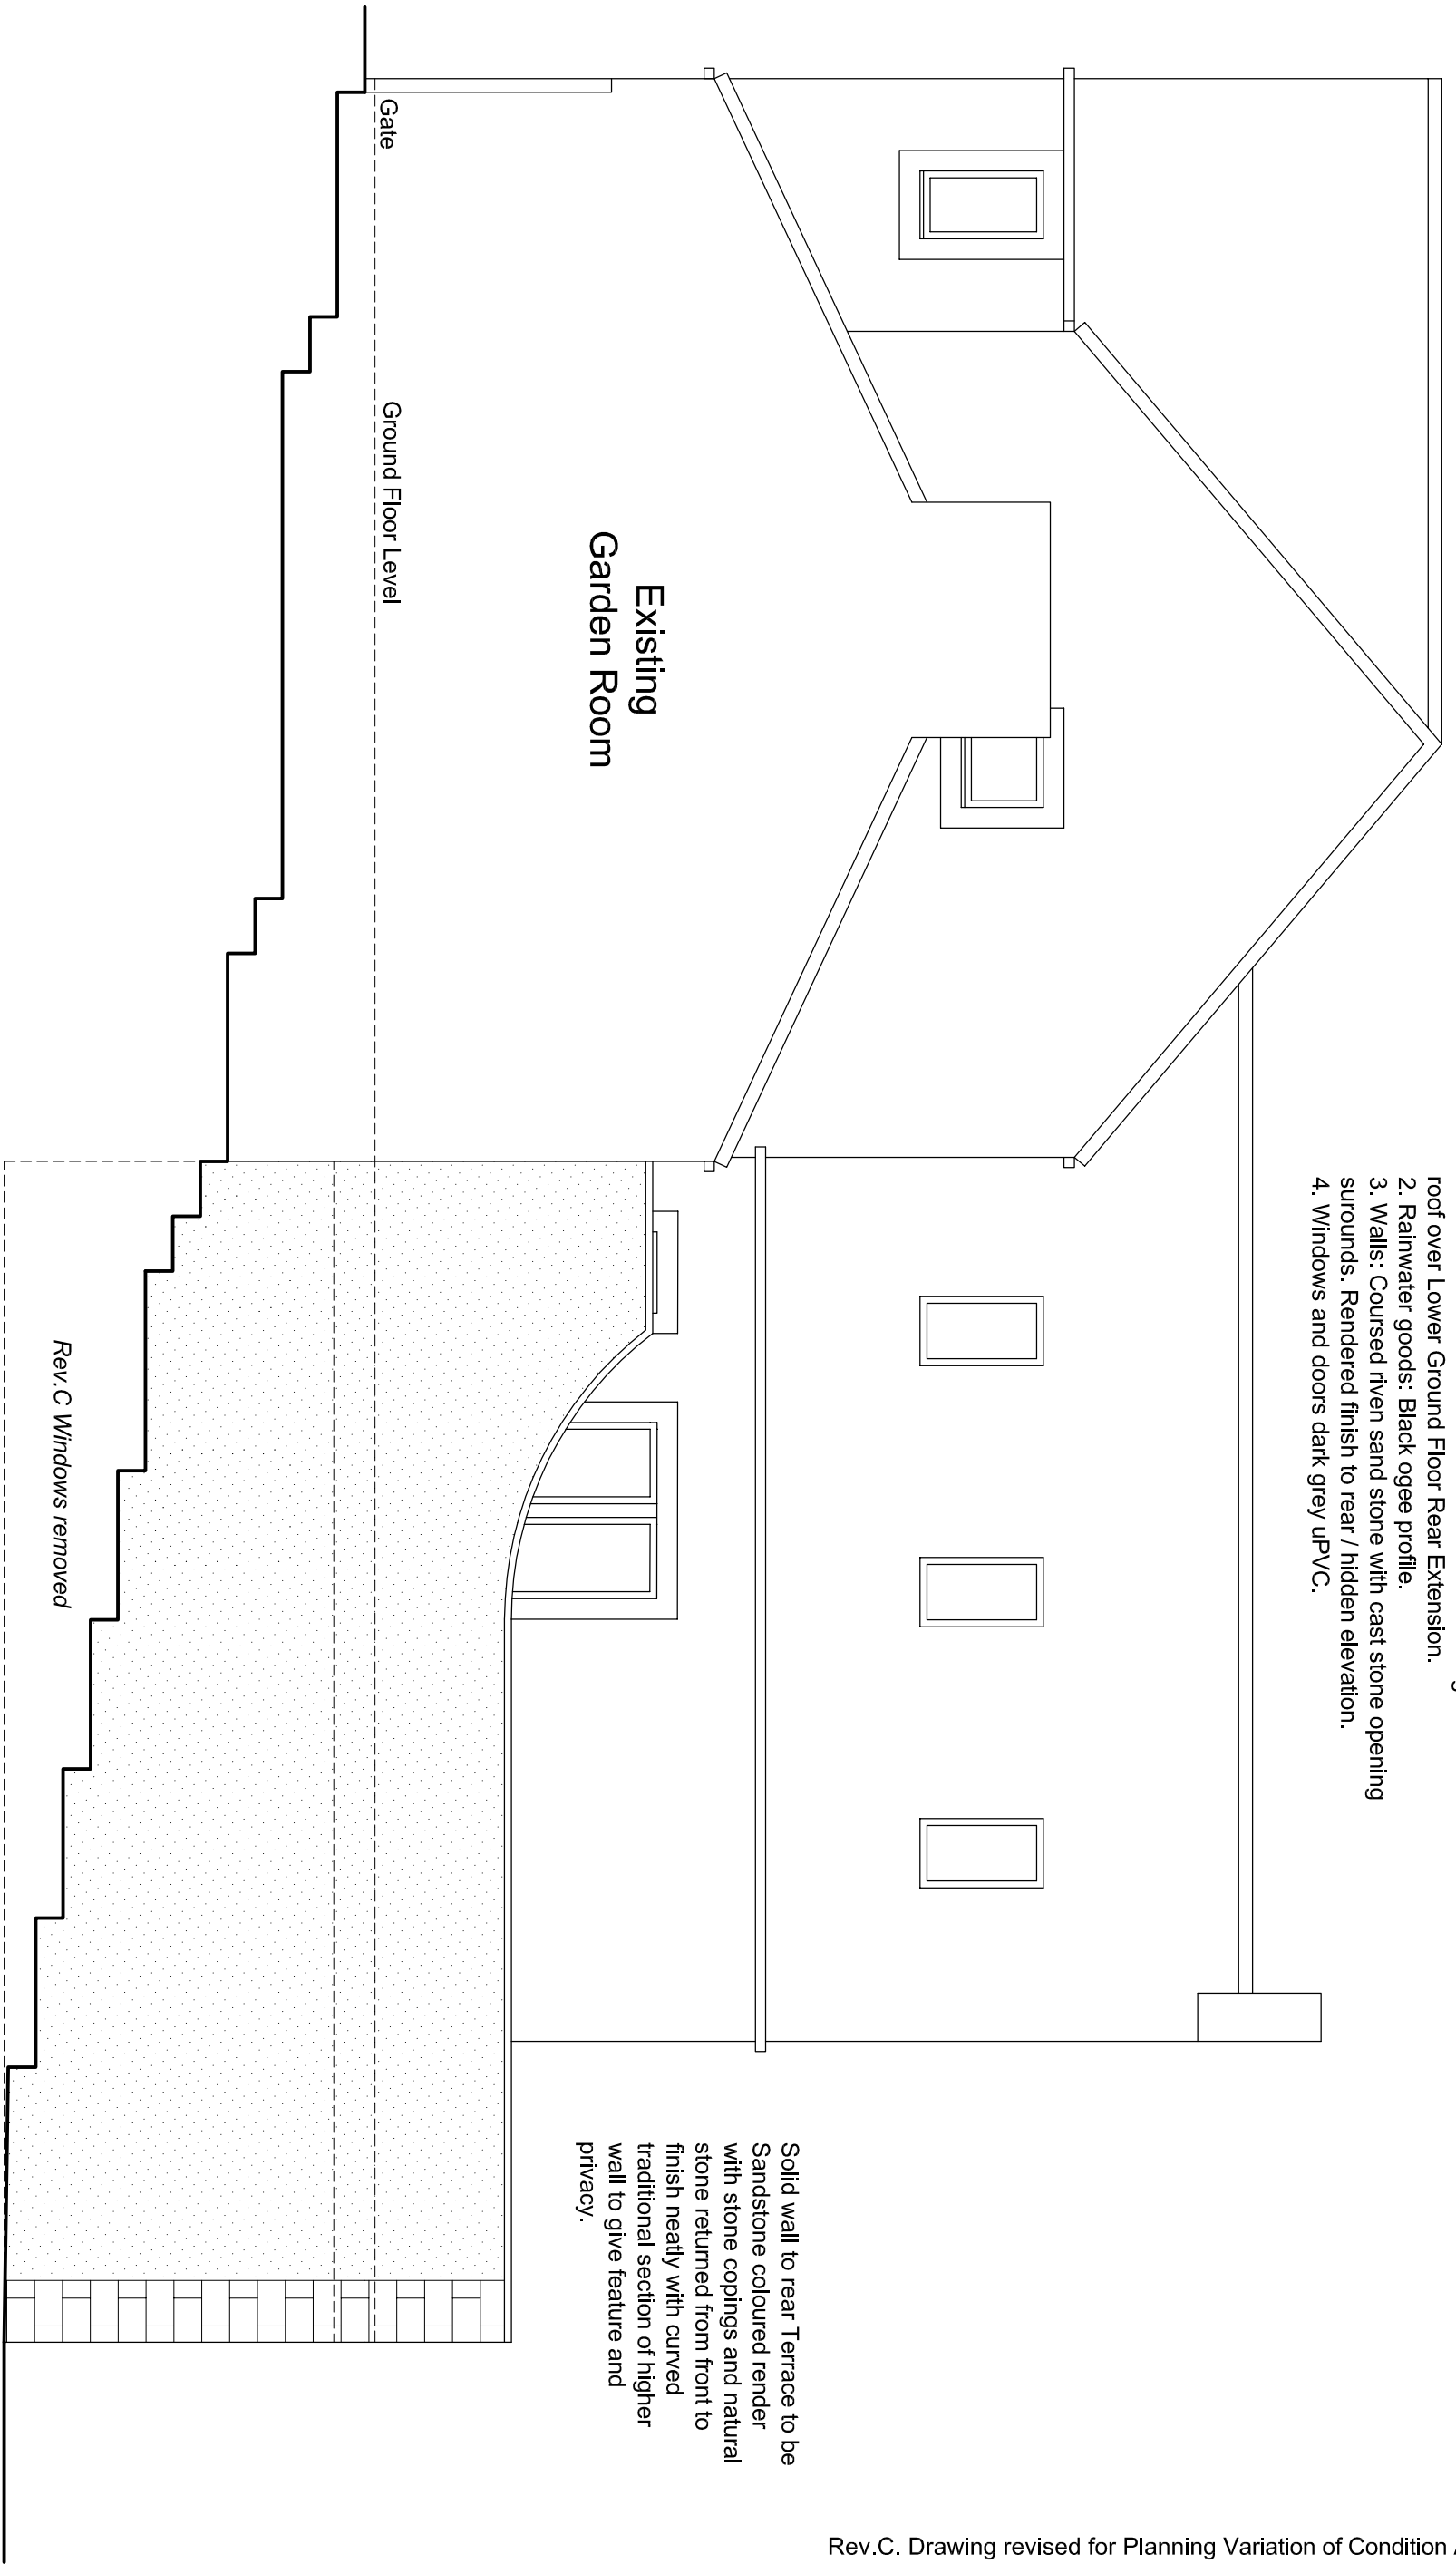 roof over Lower Ground Floor Rear Extension.
2. Rainwater goods: Black ogee profile.
3. Walls: Coursed riven sand stone with cast stone opening
surounds. Rendered finish to rear / hidden elevation.
4. Windows and doors dark grey uPVC.
Existing
Garden Room
Gate
Ground Floor Level
Rev.C Windows removed
Solid wall to rear Terrace to be
Sandstone coloured render
with stone copings and natural
stone returned from front to
finish neatly with curved
traditional section of higher
wall to give feature and
privacy.
Rev.C. Drawing revised for Planning Variation of Condition